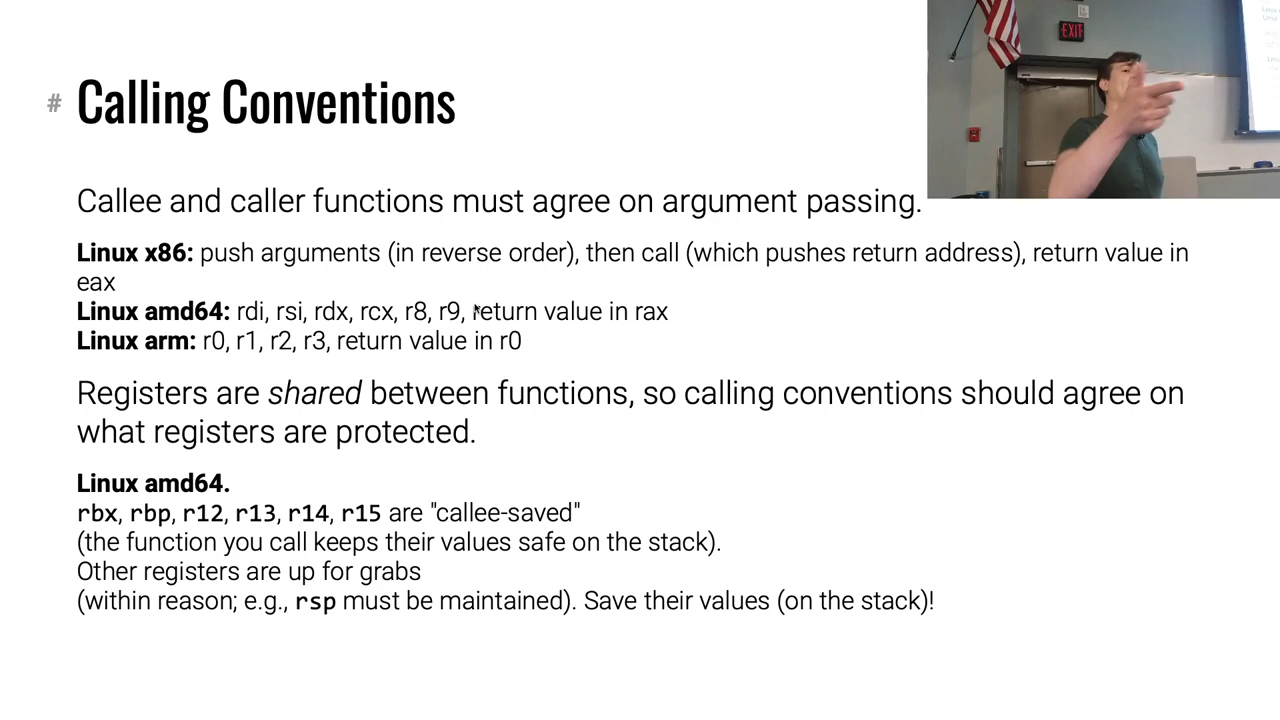 # Calling Conventions
EXIT
Callee and caller functions must agree on argument passing.
Linux x86: push arguments (in reverse order), then call (which pushes return address), return value in
eax
Linux amd64: rdi, rsi, rdx, rcx, r8, r9, return value in rax
Linux arm: r0, r1, r2, r3, return value in r0
Registers are shared between functions, so calling conventions should agree on
what registers are protected.
Linux amd64.
rbx, rbp, r12, r13, r14, r15 are "callee-saved"
(the function you call keeps their values safe on the stack).
Other registers are up for grabs
(within reason; e.g., rsp must be maintained). Save their values (on the stack)!